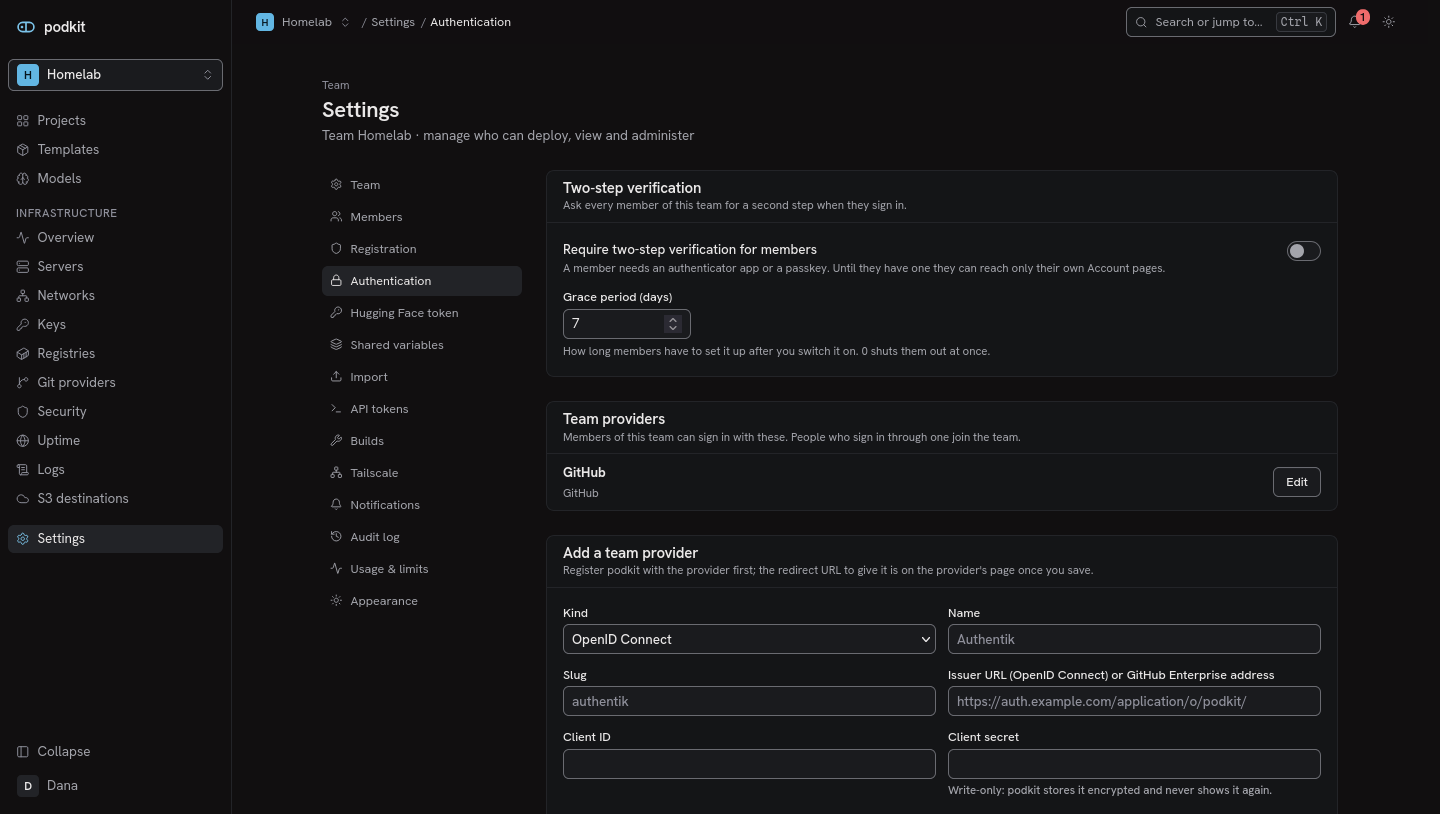 podkit
H Homelab
Projects
Templates
Models
INFRASTRUCTURE
Overview
Servers
Networks
Keys
Registries
Git providers
Security
Uptime
Logs
S3 destinations
Settings
Collapse
D Dana
H Homelab / Settings / Authentication
Search or jump to... Ctrl K
1
Team
Settings
Team Homelab · manage who can deploy, view and administer
Team
Members
Registration
Authentication
Hugging Face token
Shared variables
Import
API tokens
Builds
Tailscale
Notifications
Audit log
Usage & limits
Appearance
Two-step verification
Ask every member of this team for a second step when they sign in.
Require two-step verification for members
A member needs an authenticator app or a passkey. Until they have one they can reach only their own Account pages.
Grace period (days)
7
How long members have to set it up after you switch it on. 0 shuts them out at once.
Team providers
Members of this team can sign in with these. People who sign in through one join the team.
GitHub
GitHub
Edit
Add a team provider
Register podkit with the provider first; the redirect URL to give it is on the provider's page once you save.
Kind
OpenID Connect
Name
Authentik
Slug
authentik
Issuer URL (OpenID Connect) or GitHub Enterprise address
https://auth.example.com/application/o/podkit/
Client ID
Client secret
Write-only: podkit stores it encrypted and never shows it again.